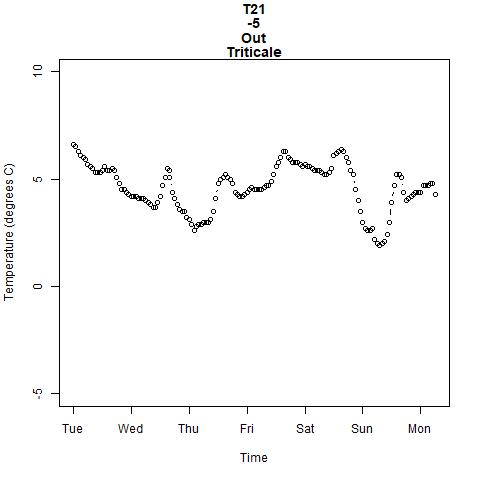 T21
-5
Out
Triticale
Temperature (degrees C)
10
5
0
-5
Tue Wed Thu Fri Sat Sun Mon
Time